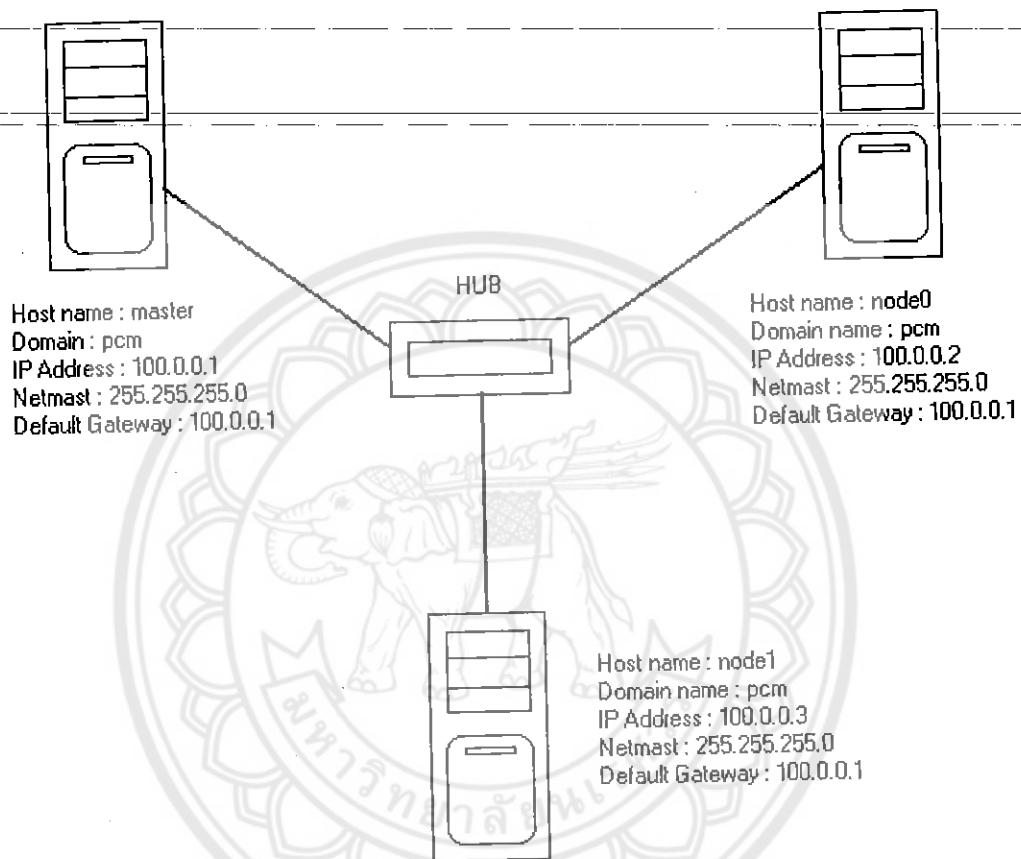 HUB
Host name : master
Domain : pcm
IP Address : 100.0.0.1
Netmast : 255.255.255.0
Default Gateway : 100.0.0.1
Host name : node0
Domain name : pcm
IP Address : 100.0.0.2
Netmast : 255.255.255.0
Default Gateway : 100.0.0.1
Host name : node1
Domain name : pcm
IP Address : 100.0.0.3
Netmast : 255.255.255.0
Default Gateway : 100.0.0.1